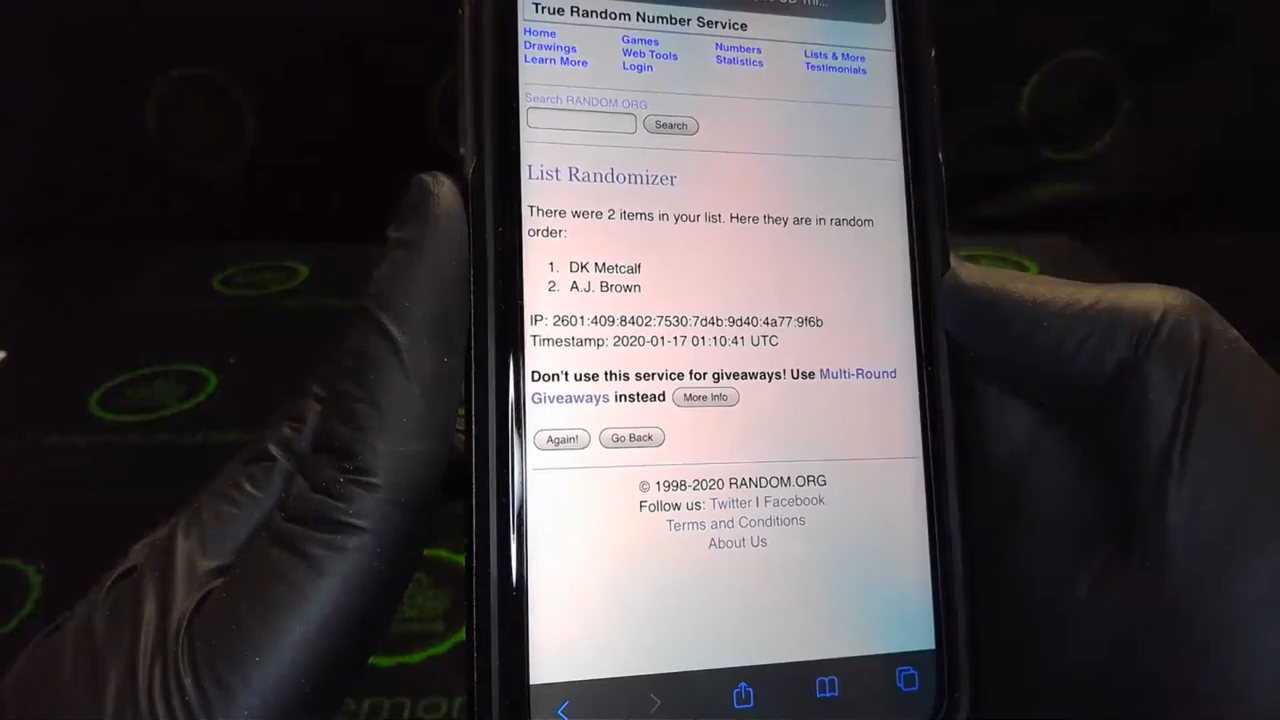 True Random Number Service
Home Games Numbers Lists & More
Drawings Web Tools Statistics Testimonials
Learn More Login
Search RANDOM.ORG
Search
List Randomizer
There were 2 items in your list. Here they are in random
order:
1. DK Metcalf
2. A.J. Brown
IP: 2601:409:8402:7530:7d4b:9d40:4a77:9f6b
Timestamp: 2020-01-17 01:10:41 UTC
Don't use this service for giveaways! Use Multi-Round
Giveaways instead More Info
Again! Go Back
© 1998-2020 RANDOM.ORG
Follow us: Twitter | Facebook
Terms and Conditions
About Us